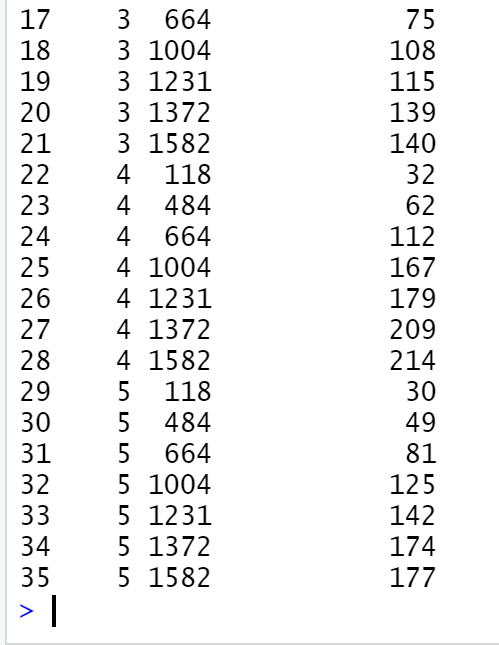 17 3 664 75
18 3 1004 108
19 3 1231 115
20 3 1372 139
21 3 1582 140
22 4 118 32
23 4 484 62
24 4 664 112
25 4 1004 167
26 4 1231 179
27 4 1372 209
28 4 1582 214
29 5 118 30
30 5 484 49
31 5 664 81
32 5 1004 125
33 5 1231 142
34 5 1372 174
35 5 1582 177
>